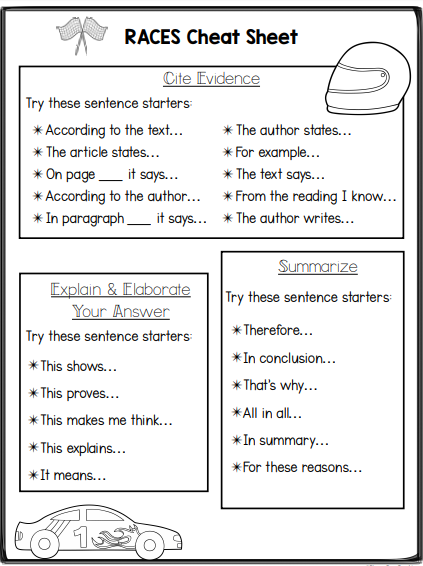 RACES Cheat Sheet
Cite Evidence
Try these sentence starters:
✴According to the text...
✴The article states...
✴On page ___ it says...
✴According to the author...
✴In paragraph ___ it says...
✴The author states...
✴For example...
✴The text says...
✴From the reading I know...
✴The author writes...
Explain & Elaborate
Your Answer
Try these sentence starters:
✴This shows...
✴This proves...
✴This makes me think...
✴This explains...
✴It means...
Summarize
Try these sentence starters:
✴Therefore...
✴In conclusion...
✴That's why...
✴All in all...
✴In summary...
✴For these reasons...
1